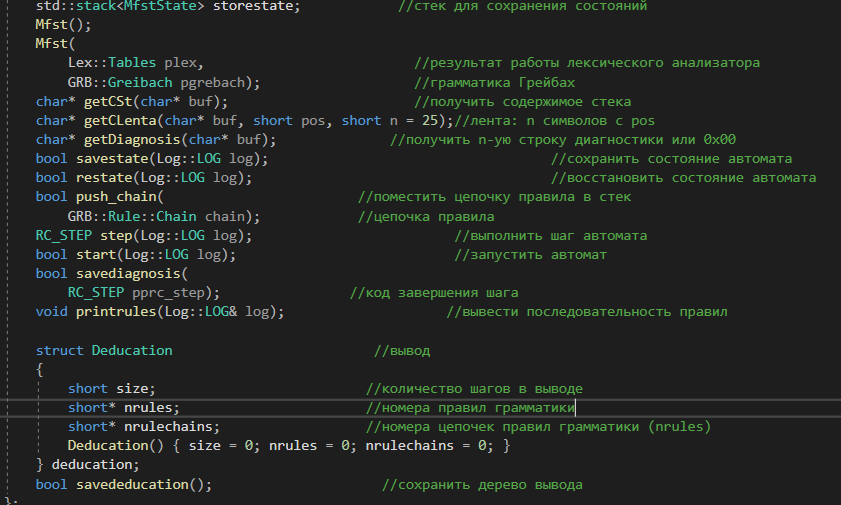 std::stack<MfstState> storestate; //стек для сохранения состояний
Mfst();
Mfst(
Lex::Tables plex, //результат работы лексического анализатора
GRB::Greibach pgrebach); //грамматика Грейбах
char* getCSt(char* buf); //получить содержимое стека
char* getCLenta(char* buf, short pos, short n = 25);//лента: n символов с pos
char* getDiagnosis(char* buf); //получить n-ую строку диагностики или 0x00
bool savestate(Log::LOG log); //сохранить состояние автомата
bool restate(Log::LOG log); //восстановить состояние автомата
bool push_chain( //поместить цепочку правила в стек
GRB::Rule::Chain chain); //цепочка правила
RC_STEP step(Log::LOG log); //выполнить шаг автомата
bool start(Log::LOG log); //запустить автомат
bool savediagnosis(
RC_STEP pprc_step); //код завершения шага
void printrules(Log::LOG& log); //вывести последовательность правил
struct Deducation //вывод
{
short size; //количество шагов в выводе
short* nrules; //номера правил грамматики
short* nrulechains; //номера цепочек правил грамматики (nrules)
Deducation() { size = 0; nrules = 0; nrulechains = 0; }
} deducation;
bool savededucation(); //сохранить дерево вывода
};